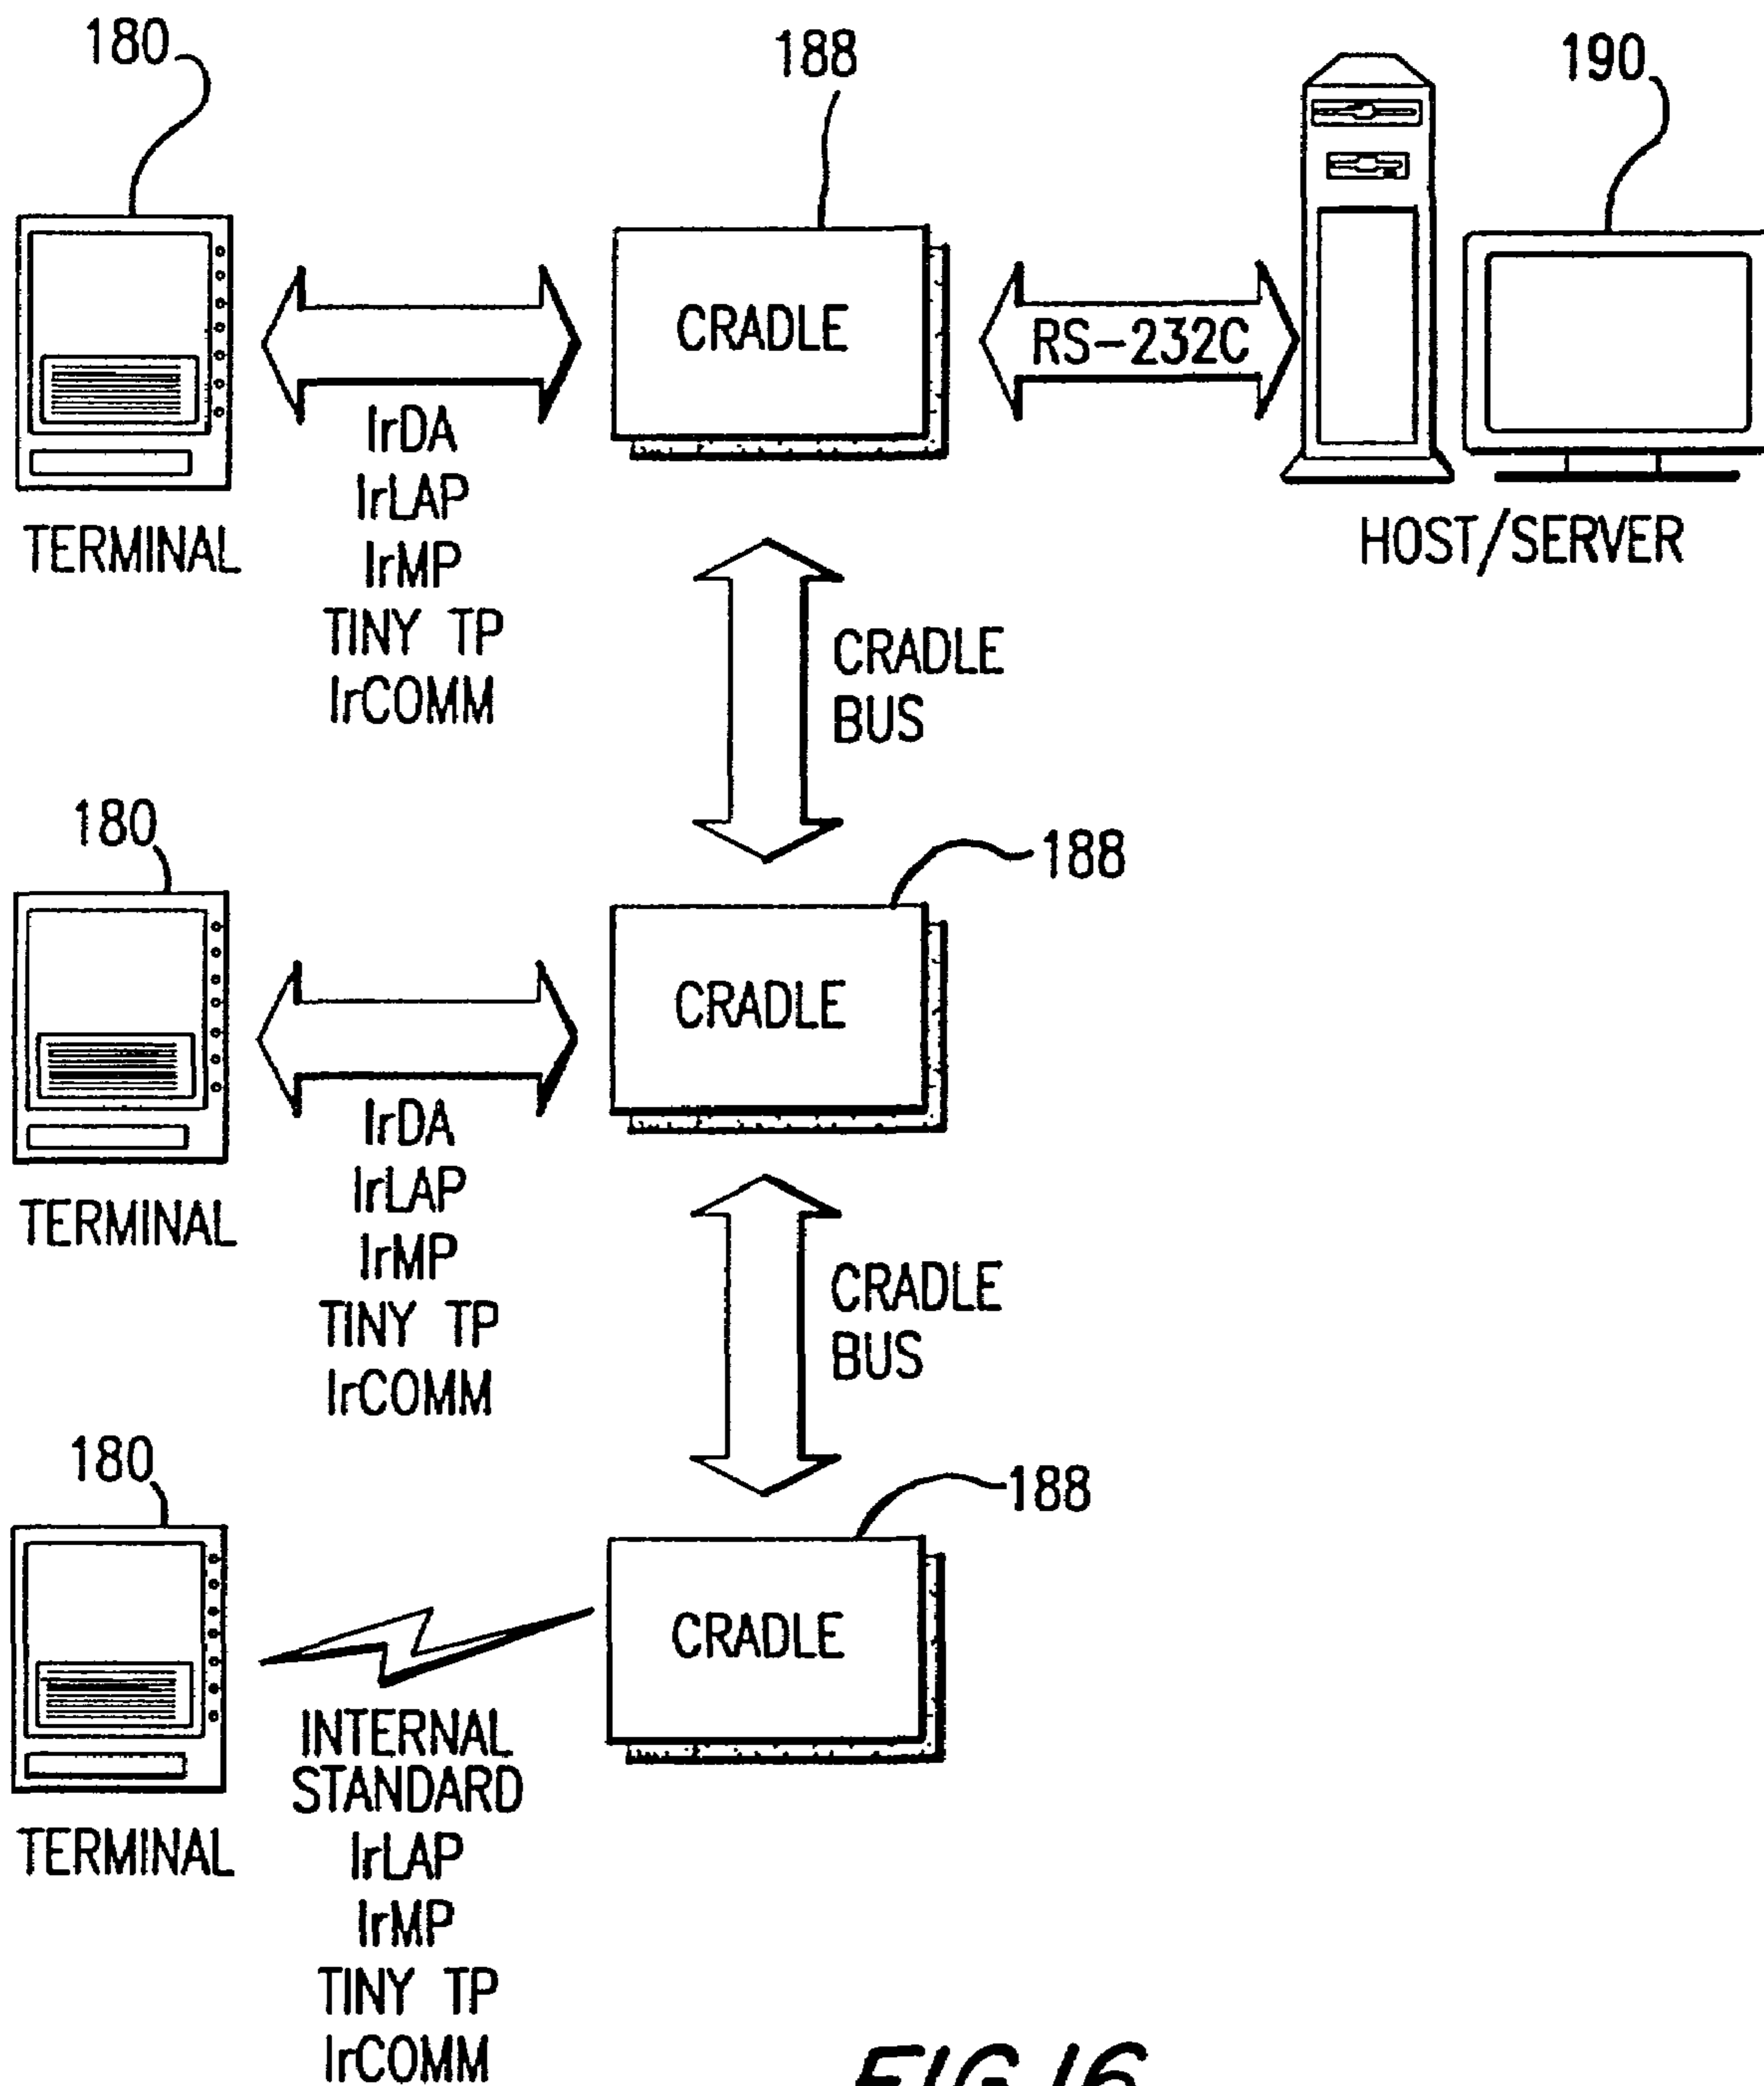 180
188
190
CRADLE
RS-232C
TERMINAL
IrDA
IrLAP
IrMP
TINY TP
IrCOMM
HOST/SERVER
CRADLE
BUS
180
188
CRADLE
TERMINAL
IrDA
IrLAP
IrMP
TINY TP
IrCOMM
CRADLE
BUS
180
188
CRADLE
TERMINAL
INTERNAL
STANDARD
IrLAP
IrMP
TINY TP
IrCOMM
FIG.16